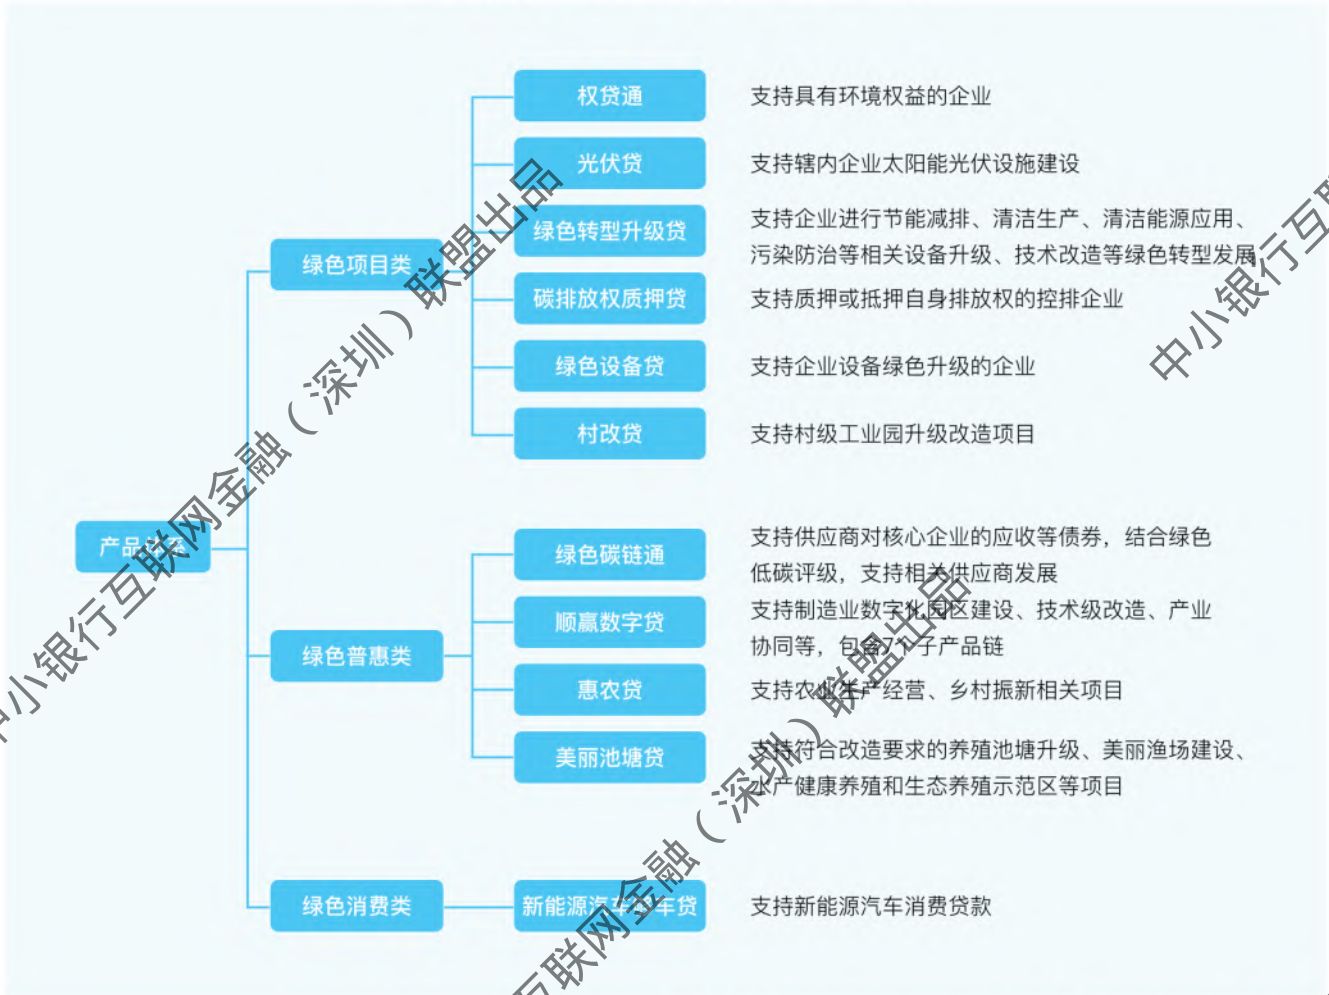 权贷通
支持具有环境权益的企业
光伏贷
支持辖内企业太阳能光伏设施建设
绿色项目类
绿色转型升级贷
支持企业进行节能减排、清洁生产、清洁能源应用、
污染防治等相关设备升级、技术改造等绿色转型发展
碳排放权质押贷
支持质押或抵押自身排放权的控排企业
绿色设备贷
支持企业设备绿色升级的企业
村改贷
支持村级工业园升级改造项目
产品体系
绿色普惠类
绿色碳链通
支持供应商对核心企业的应收等债券，结合绿色
低碳评级，支持相关供应商发展
顺赢数字贷
支持制造业数字化园区建设、技术级改造、产业
协同等，包含7个子产品链
惠农贷
支持农业生产经营、乡村振新相关项目
美丽池塘贷
支持符合改造要求的养殖池塘升级、美丽渔场建设、
水产健康养殖和生态养殖示范区等项目
绿色消费类
新能源汽车 车贷
支持新能源汽车消费贷款
中小银行互联网金融（深圳）联盟出品
互联网金融（深圳）联盟出品
中小银行互联